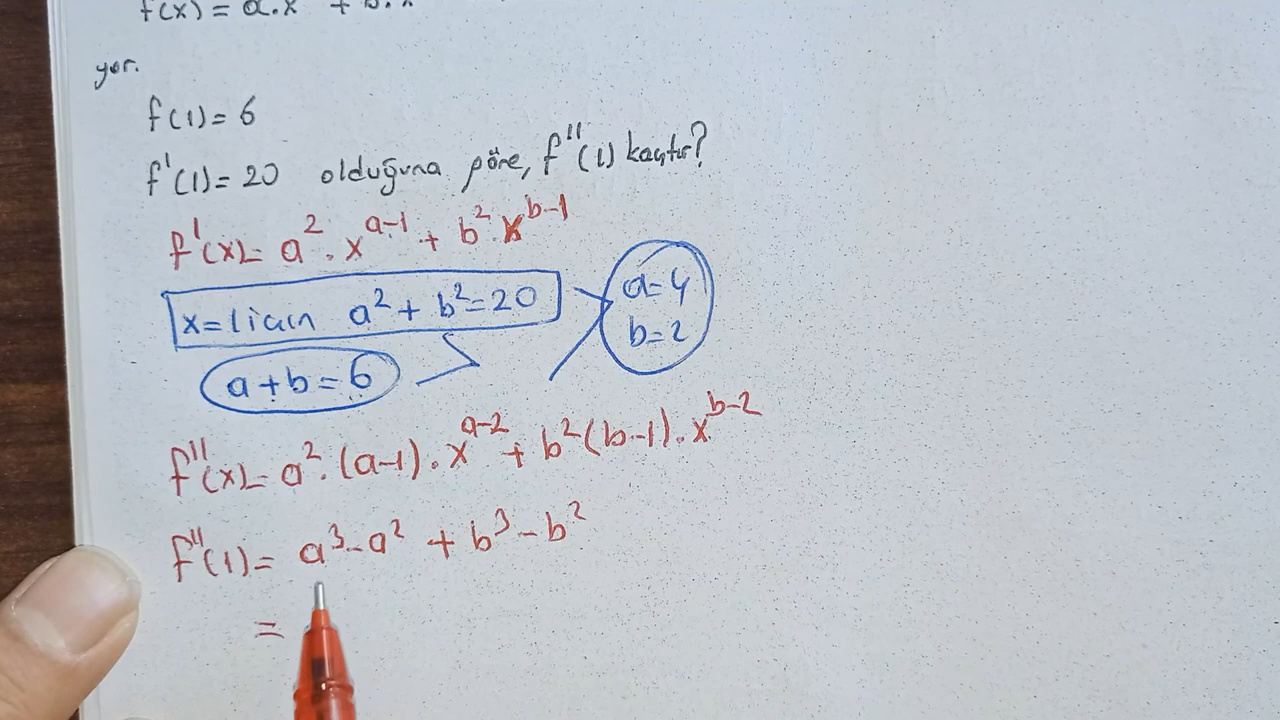 f(x) = a.x + b.x
yor.
f(1) = 6
f'(1) = 20 olduğuna göre, f''(1) kaçtır?
f'(x) = a² . x^(a-1) + b² . x^(b-1)
x=1 için a² + b² = 20
a=4
b=2
a + b = 6
f''(x) = a² . (a-1) . x^(a-2) + b² (b-1) . x^(b-2)
f''(1) = a³ - a² + b³ - b²
=